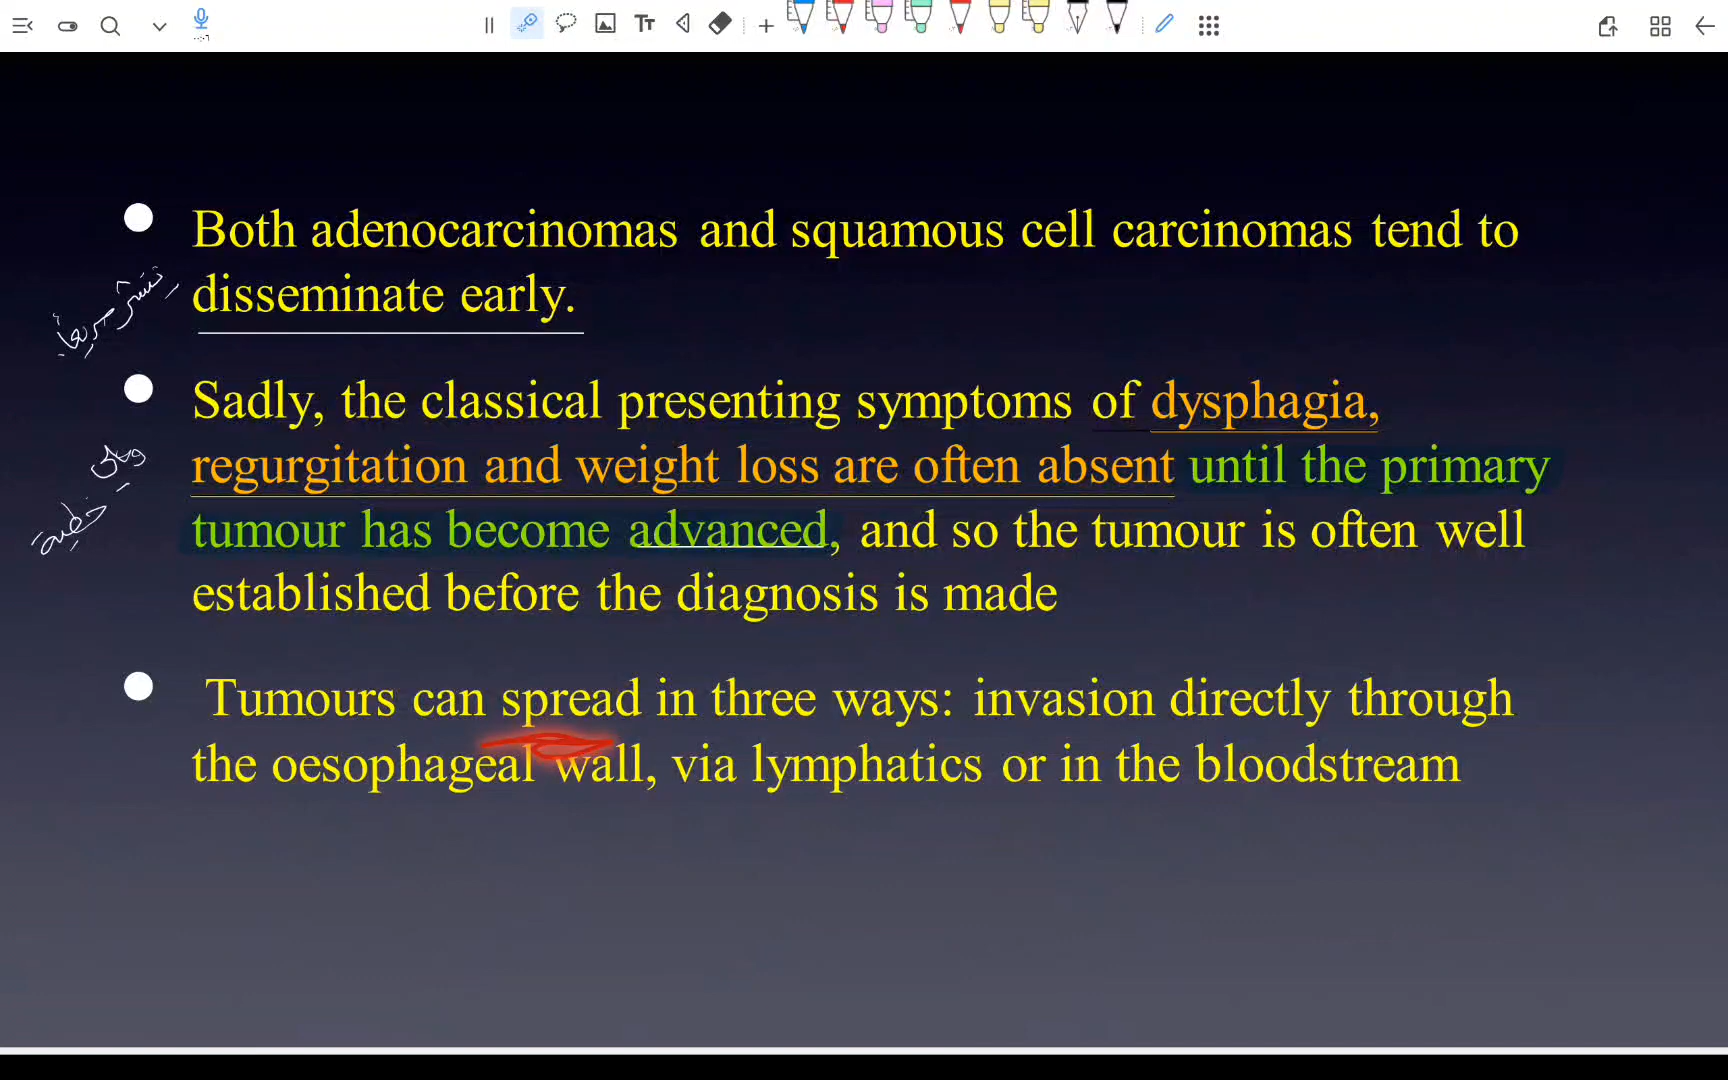 Both adenocarcinomas and squamous cell carcinomas tend to
disseminate early.
تنتشر سريعاً
Sadly, the classical presenting symptoms of dysphagia,
regurgitation and weight loss are often absent until the primary
tumour has become advanced, and so the tumour is often well
established before the diagnosis is made
خطيرة
Tumours can spread in three ways: invasion directly through
the oesophageal wall, via lymphatics or in the bloodstream